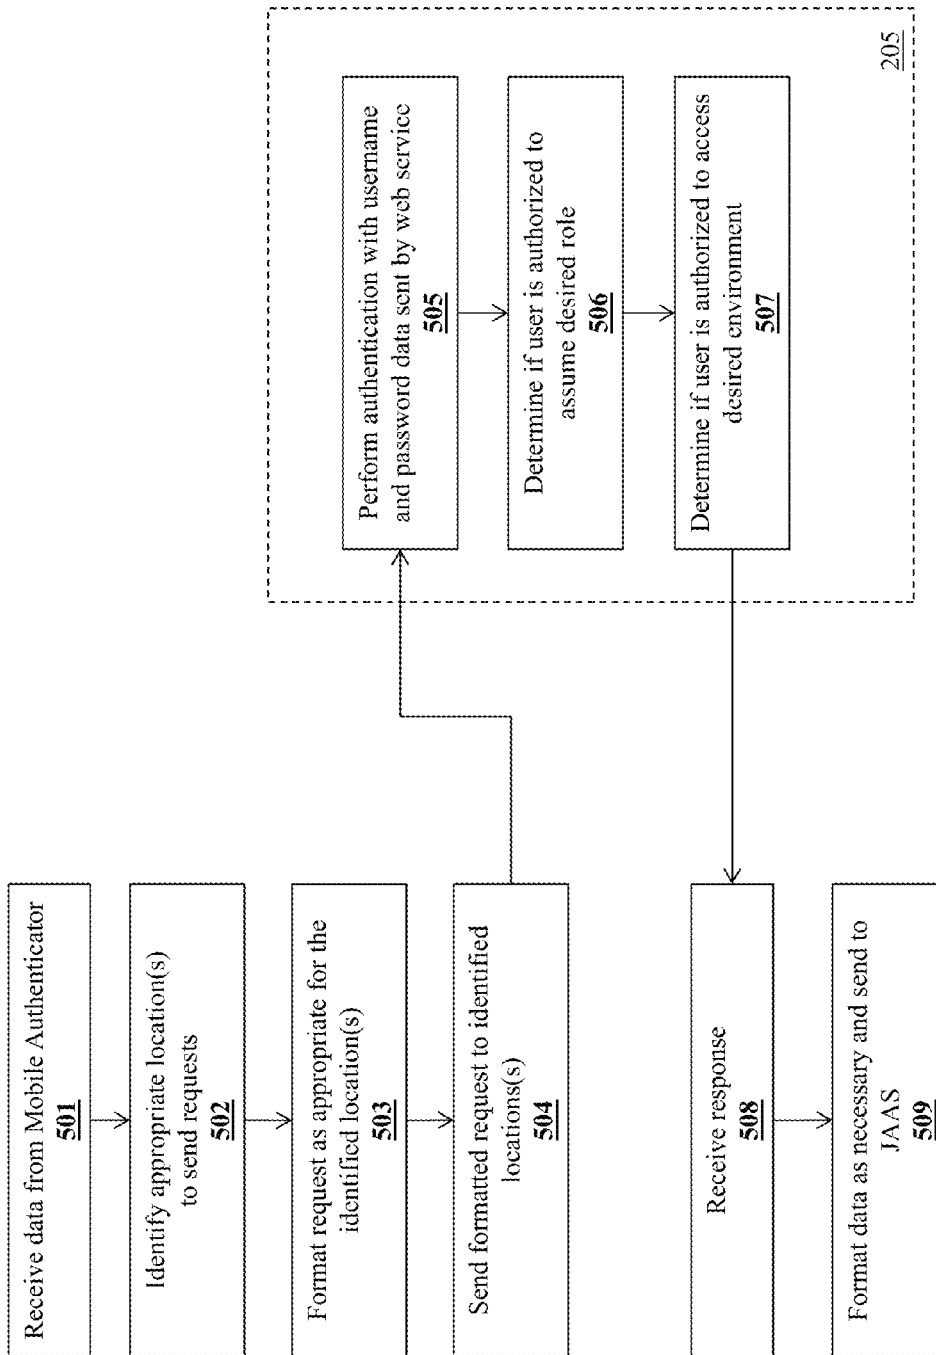 Receive data from Mobile Authenticator
501
Identify appropriate location(s)
to send requests
502
Format request as appropriate for the
identified location(s)
503
Send formatted request to identified
locations(s)
504
Perform authentication with username
and password data sent by web service
505
Determine if user is authorized to
assume desired role
506
Determine if user is authorized to access
desired environment
507
205
Receive response
508
Format data as necessary and send to
JAAS
509